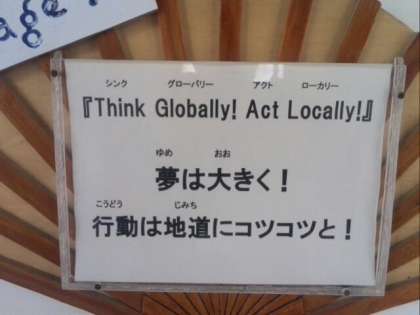 age
シンク グローバリー アクト ローカリー
『Think Globally! Act Locally!』
ゆめ おお
夢は大きく！
こうどう じみち
行動は地道にコツコツと！